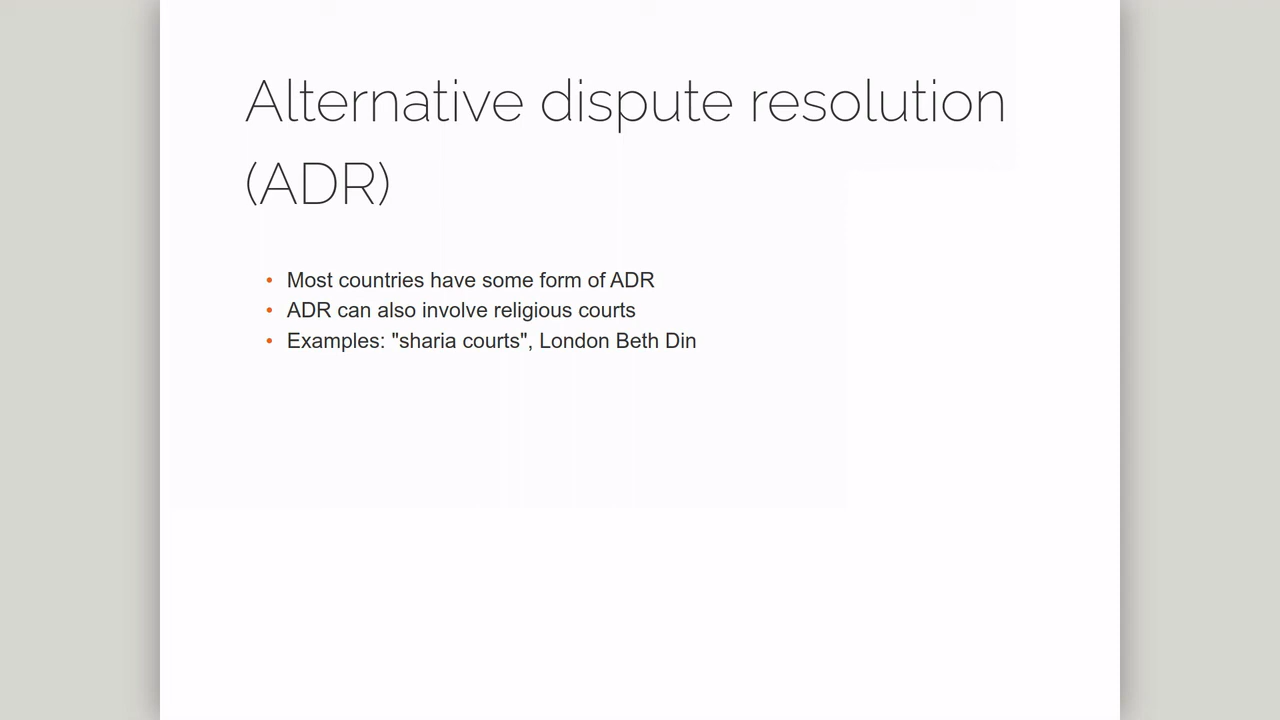 Alternative dispute resolution
(ADR)
• Most countries have some form of ADR
• ADR can also involve religious courts
• Examples: "sharia courts", London Beth Din